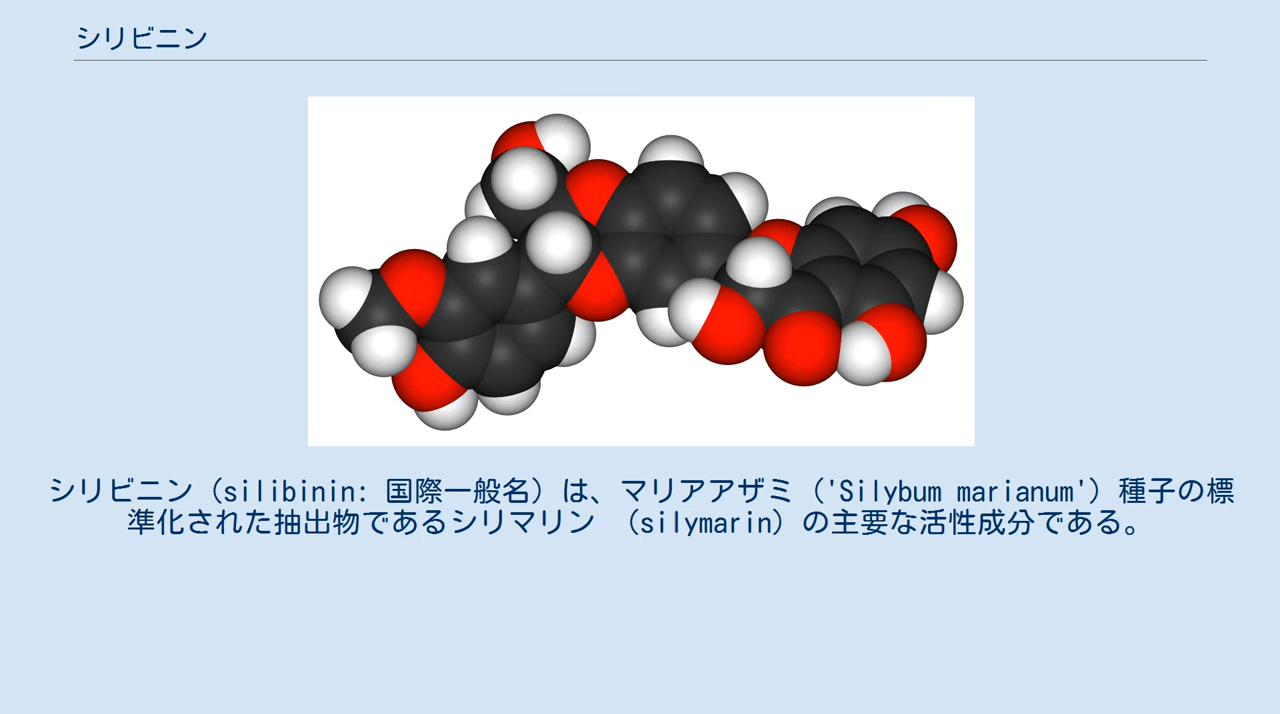 シリビニン
シリビニン（silibinin: 国際一般名）は、マリアアザミ（'Silybum marianum'）種子の標
準化された抽出物であるシリマリン （silymarin）の主要な活性成分である。